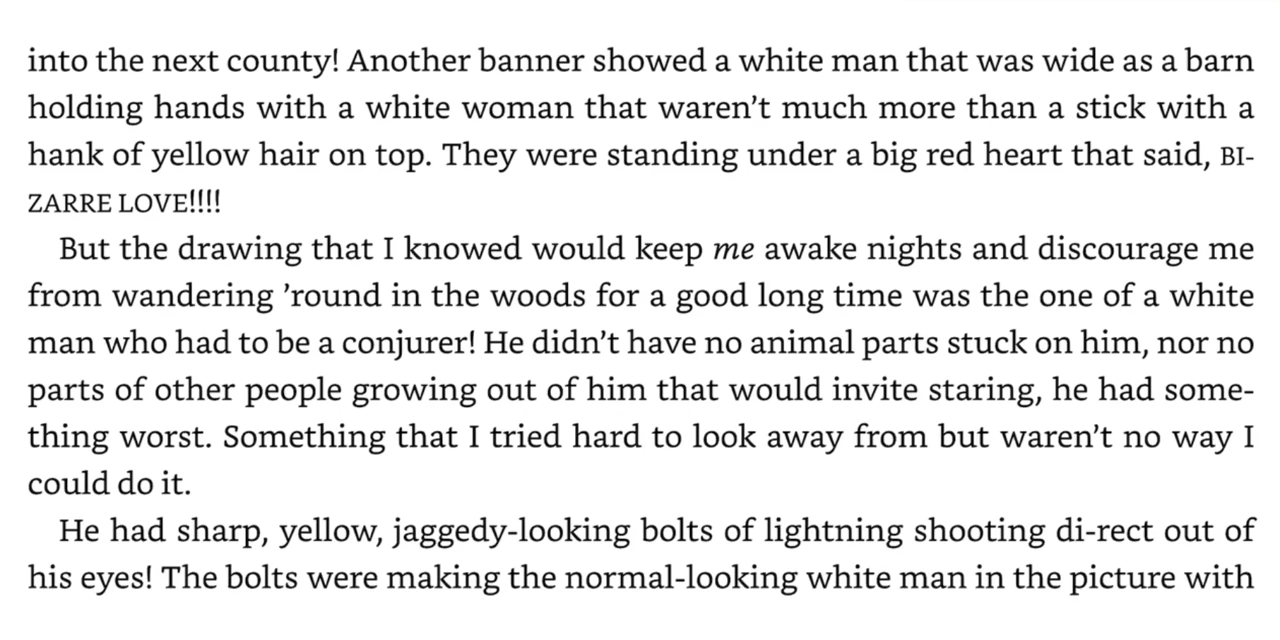 into the next county! Another banner showed a white man that was wide as a barn
holding hands with a white woman that waren’t much more than a stick with a
hank of yellow hair on top. They were standing under a big red heart that said, BI-
ZARRE LOVE!!!!
But the drawing that I knowed would keep me awake nights and discourage me
from wandering ’round in the woods for a good long time was the one of a white
man who had to be a conjurer! He didn’t have no animal parts stuck on him, nor no
parts of other people growing out of him that would invite staring, he had some-
thing worst. Something that I tried hard to look away from but waren’t no way I
could do it.
He had sharp, yellow, jaggedy-looking bolts of lightning shooting di-rect out of
his eyes! The bolts were making the normal-looking white man in the picture with